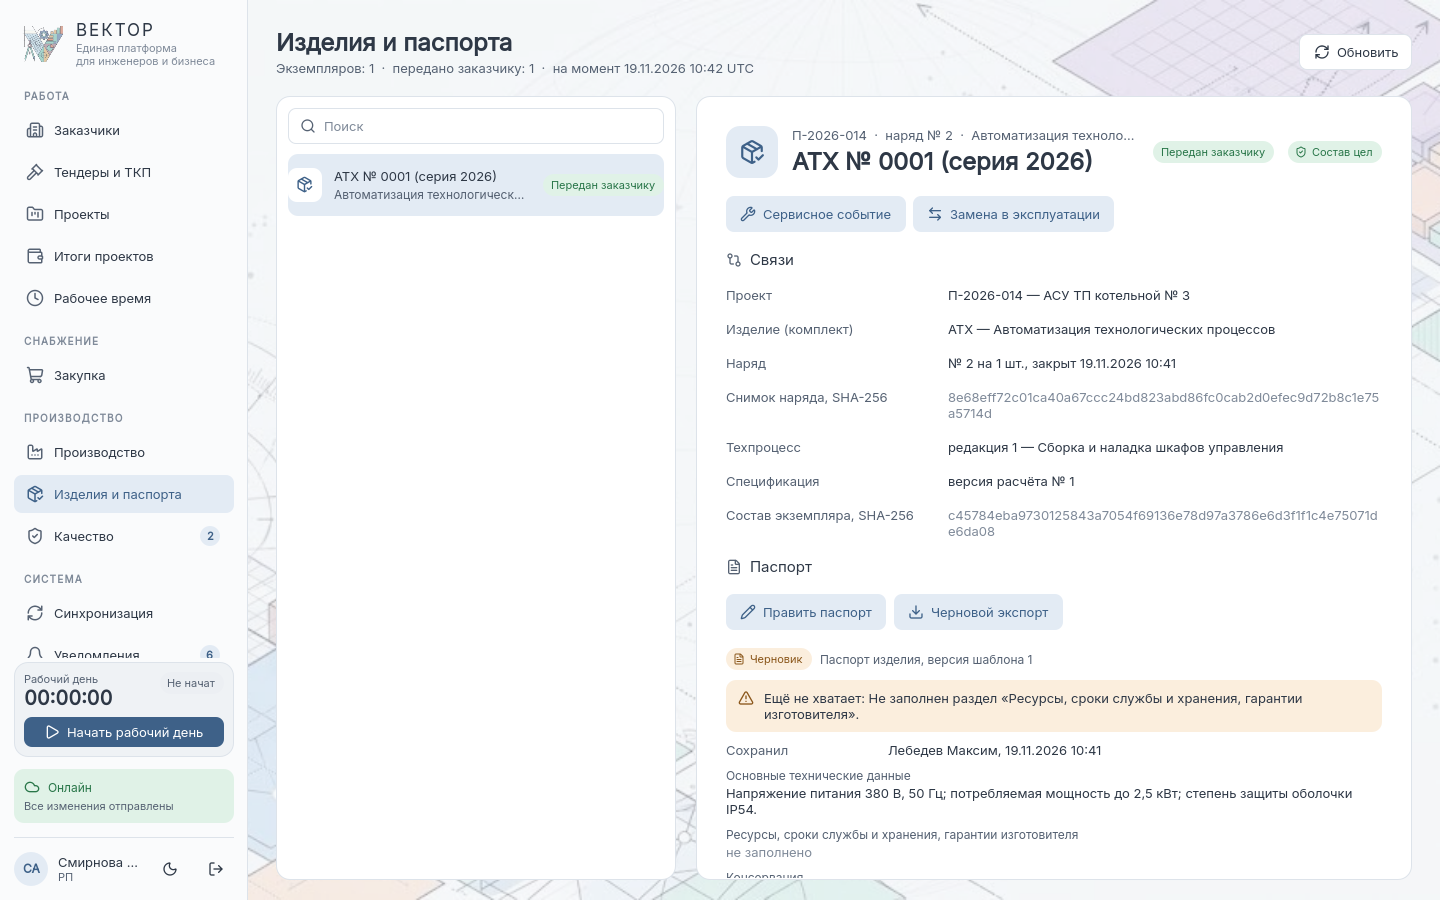 ВЕКТОР
Единая платформа
для инженеров и бизнеса
РАБОТА
Заказчики
Тендеры и ТКП
Проекты
Итоги проектов
Рабочее время
СНАБЖЕНИЕ
Закупка
ПРОИЗВОДСТВО
Производство
Изделия и паспорта
Качество 2
СИСТЕМА
Синхронизация
Уведомления 6
Рабочий день
Не начат
00:00:00
Начать рабочий день
Онлайн
Все изменения отправлены
СА
Смирнова ...
РП
Изделия и паспорта
Экземпляров: 1 · передано заказчику: 1 · на момент 19.11.2026 10:42 UTC
Обновить
Поиск
АТХ № 0001 (серия 2026)
Автоматизация технологическ...
Передан заказчику
П-2026-014 · наряд № 2 · Автоматизация техноло...
АТХ № 0001 (серия 2026)
Передан заказчику
Состав цел
Сервисное событие
Замена в эксплуатации
Связи
Проект П-2026-014 — АСУ ТП котельной № 3
Изделие (комплект) АТХ — Автоматизация технологических процессов
Наряд № 2 на 1 шт., закрыт 19.11.2026 10:41
Снимок наряда, SHA-256 8e68eff72c01ca40a67ccc24bd823abd86fc0cab2d0efec9d72b8c1e75
a5714d
Техпроцесс редакция 1 — Сборка и наладка шкафов управления
Спецификация версия расчёта № 1
Состав экземпляра, SHA-256 c45784eba9730125843a7054f69136e78d97a3786e6d3f1f1c4e75071d
e6da08
Паспорт
Править паспорт
Черновой экспорт
Черновик
Паспорт изделия, версия шаблона 1
Ещё не хватает: Не заполнен раздел «Ресурсы, сроки службы и хранения, гарантии
изготовителя».
Сохранил Лебедев Максим, 19.11.2026 10:41
Основные технические данные
Напряжение питания 380 В, 50 Гц; потребляемая мощность до 2,5 кВт; степень защиты оболочки
IP54.
Ресурсы, сроки службы и хранения, гарантии изготовителя
не заполнено
Консервация